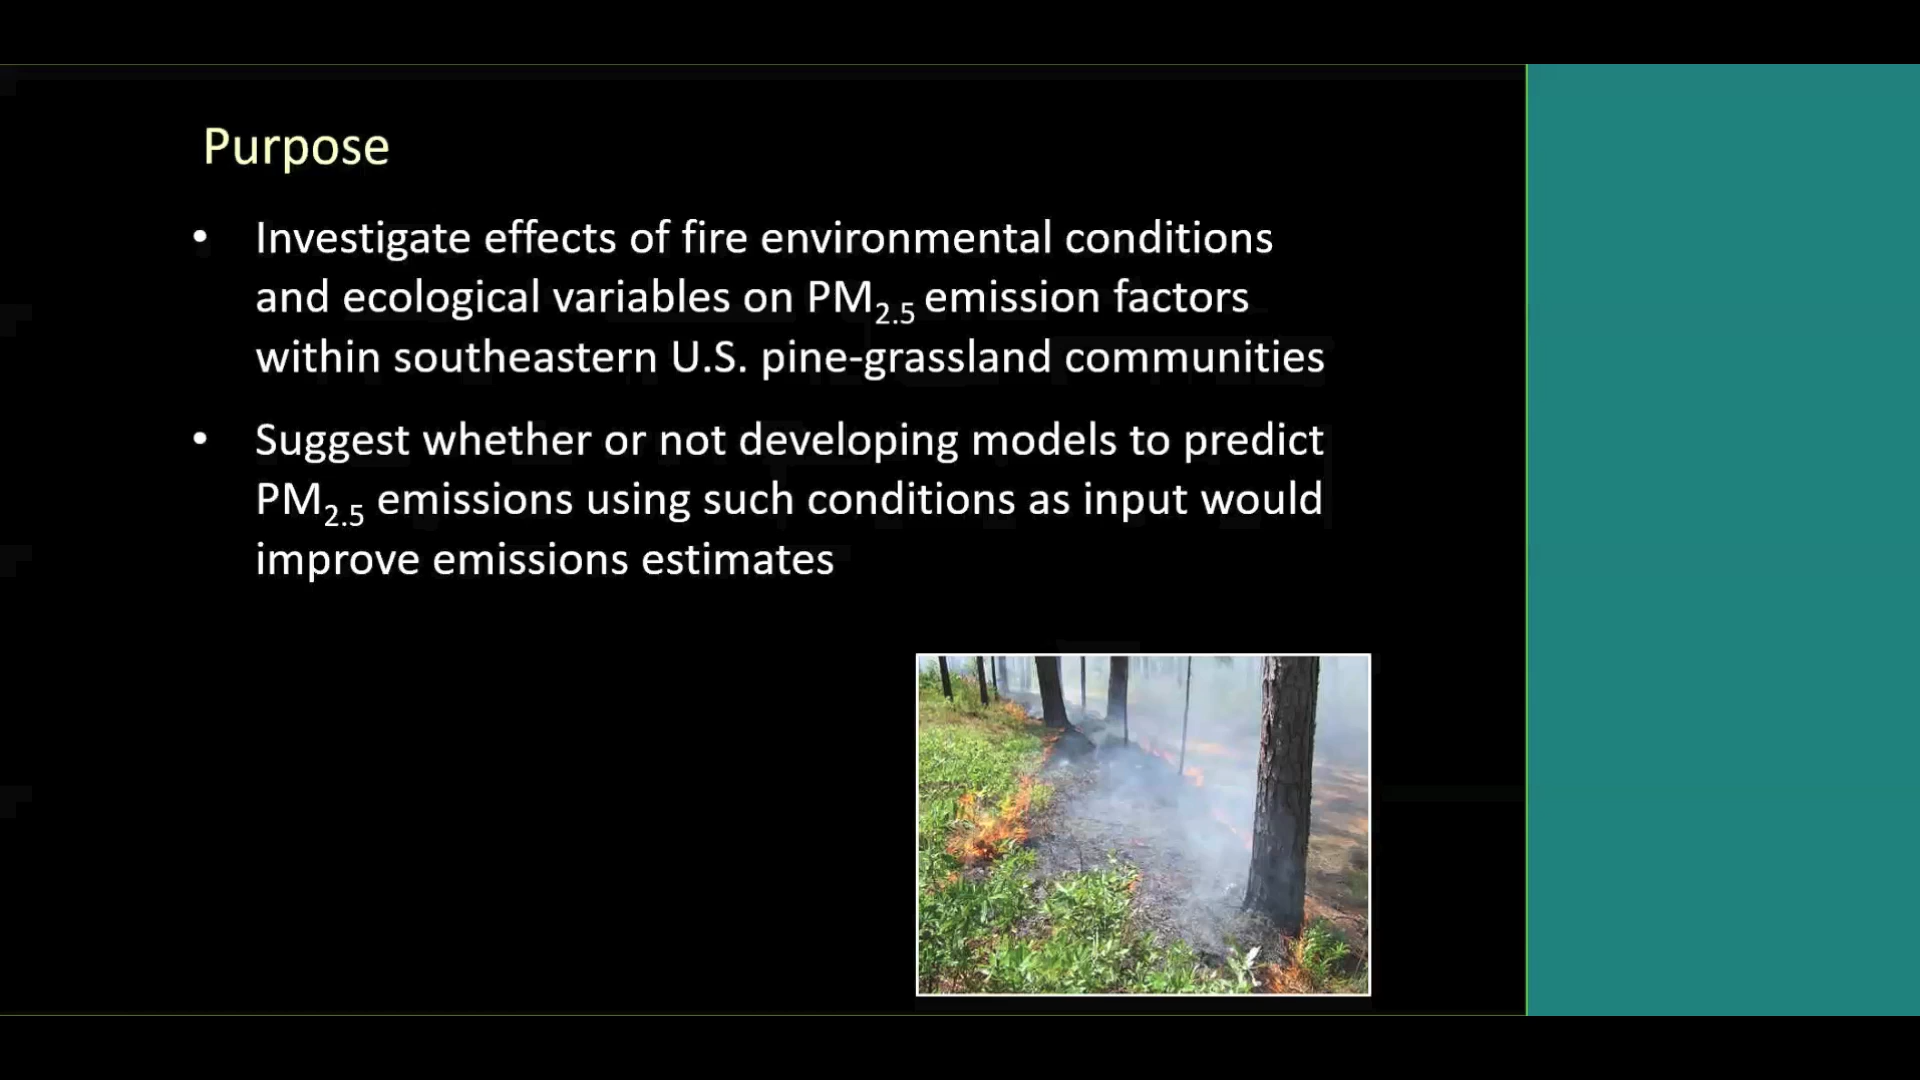 Purpose
• Investigate effects of fire environmental conditions
and ecological variables on PM₂.₅ emission factors
within southeastern U.S. pine-grassland communities
• Suggest whether or not developing models to predict
PM₂.₅ emissions using such conditions as input would
improve emissions estimates